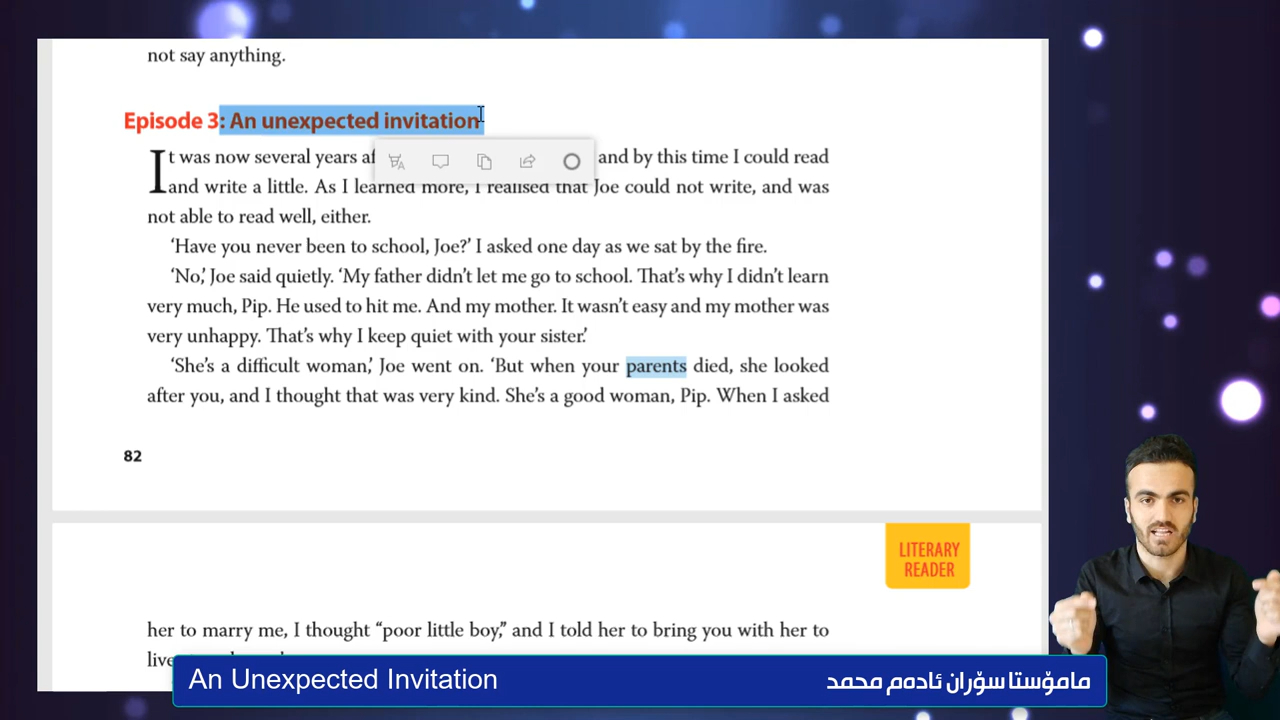 not say anything.
Episode 3: An unexpected invitation
It was now several years af and by this time I could read
and write a little. As I learned more, I realised that Joe could not write, and was
not able to read well, either.
‘Have you never been to school, Joe?’ I asked one day as we sat by the fire.
‘No,’ Joe said quietly. ‘My father didn’t let me go to school. That’s why I didn’t learn
very much, Pip. He used to hit me. And my mother. It wasn’t easy and my mother was
very unhappy. That’s why I keep quiet with your sister.’
‘She’s a difficult woman,’ Joe went on. ‘But when your parents died, she looked
after you, and I thought that was very kind. She’s a good woman, Pip. When I asked
82
LITERARY
READER
her to marry me, I thought “poor little boy,” and I told her to bring you with her to
live
An Unexpected Invitation
مامۆستا سۆران ئادەم محمد